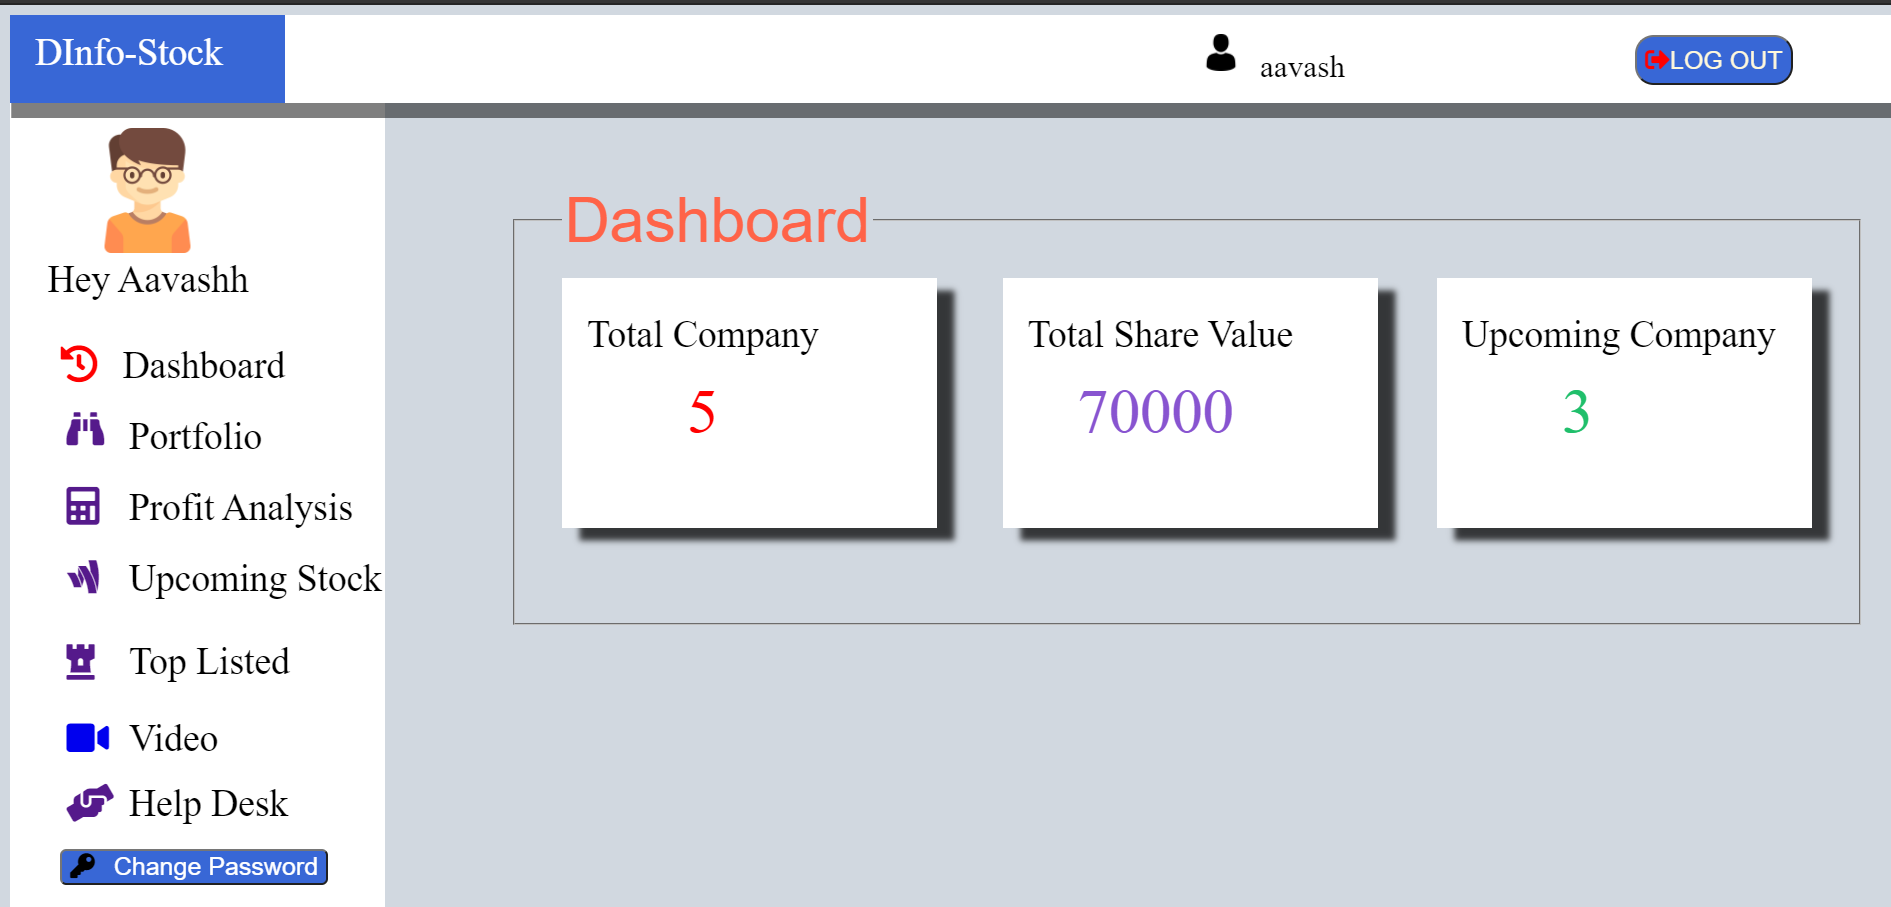 DInfo-Stock
aavash
LOG OUT
Hey Aavashh
Dashboard
Portfolio
Profit Analysis
Upcoming Stock
Top Listed
Video
Help Desk
Change Password
Dashboard
Total Company
5
Total Share Value
70000
Upcoming Company
3